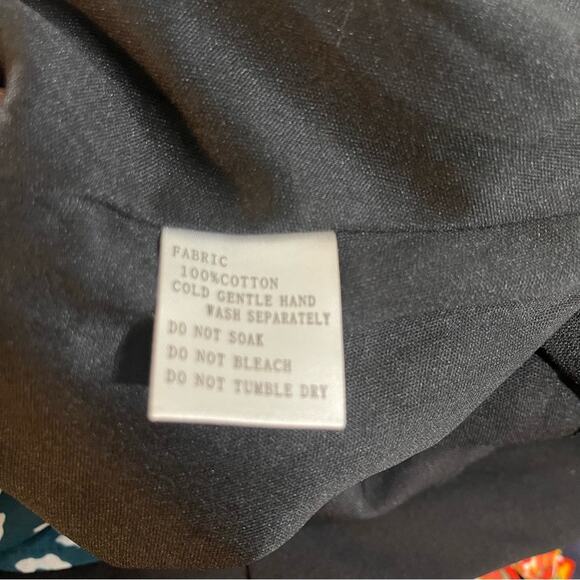 FABRIC
100%COTTON
COLD GENTLE HAND
WASH SEPARATELY
DO NOT SOAK
DO NOT BLEACH
DO NOT TUMBLE DRY